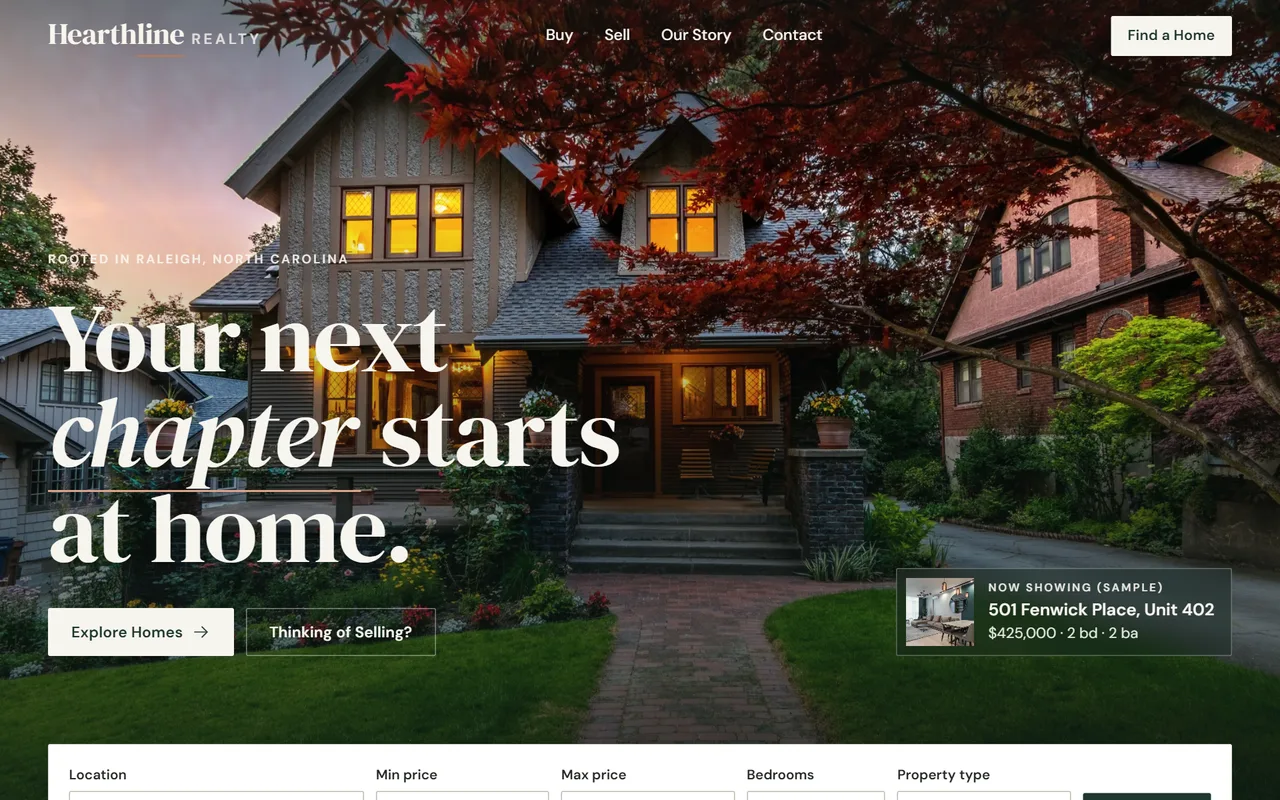 Hearthline REALTY
Buy
Sell
Our Story
Contact
Find a Home
ROOTED IN RALEIGH, NORTH CAROLINA
Your next
chapter starts
at home.
Explore Homes
Thinking of Selling?
NOW SHOWING (SAMPLE)
501 Fenwick Place, Unit 402
$425,000 · 2 bd · 2 ba
Location
Min price
Max price
Bedrooms
Property type